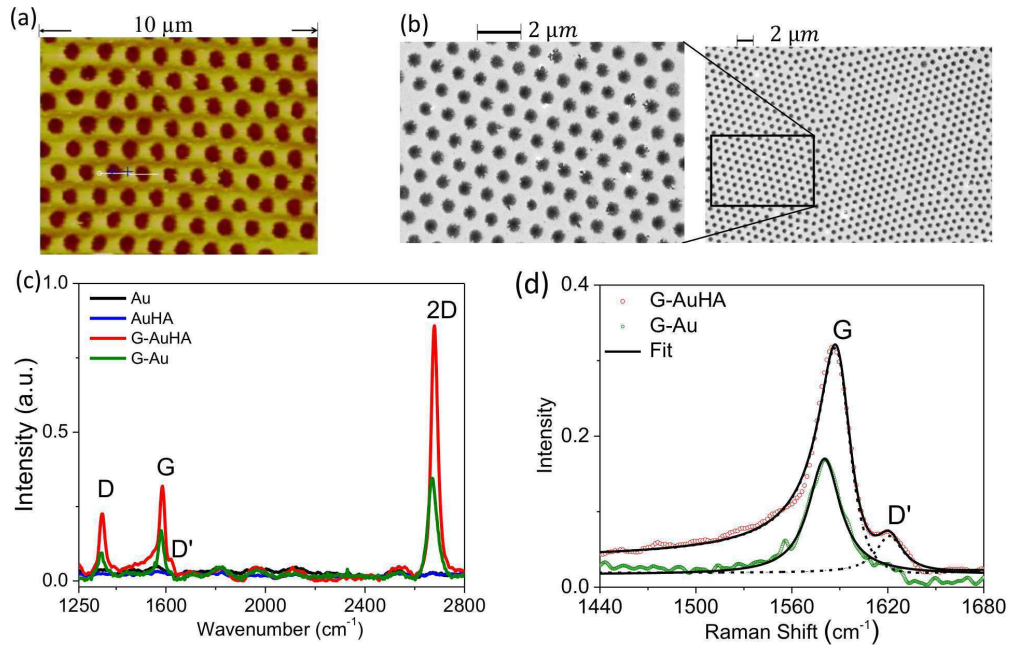 (a)
10 μm
(b)
2 μm
2 μm
(c)
1.0
0.5
0.0
Intensity (a.u.)
Au
AuHA
G-AuHA
G-Au
D
G
D'
2D
1250 1600 2000 2400 2800
Wavenumber (cm-1)
(d)
0.4
0.2
0.0
Intensity
G-AuHA
G-Au
Fit
G
D'
1440 1500 1560 1620 1680
Raman Shift (cm-1)